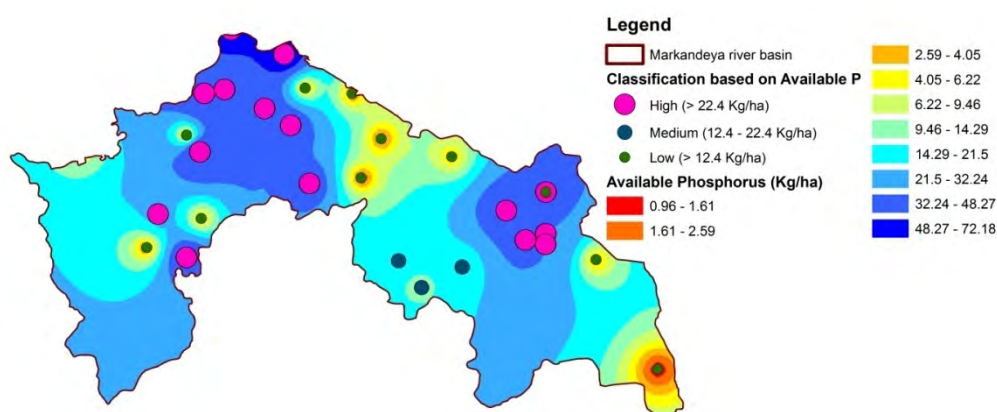 Legend
Markandeya river basin
Classification based on Available P
High (> 22.4 Kg/ha)
Medium (12.4 - 22.4 Kg/ha)
Low (> 12.4 Kg/ha)
Available Phosphorus (Kg/ha)
0.96 - 1.61
1.61 - 2.59
2.59 - 4.05
4.05 - 6.22
6.22 - 9.46
9.46 - 14.29
14.29 - 21.5
21.5 - 32.24
32.24 - 48.27
48.27 - 72.18